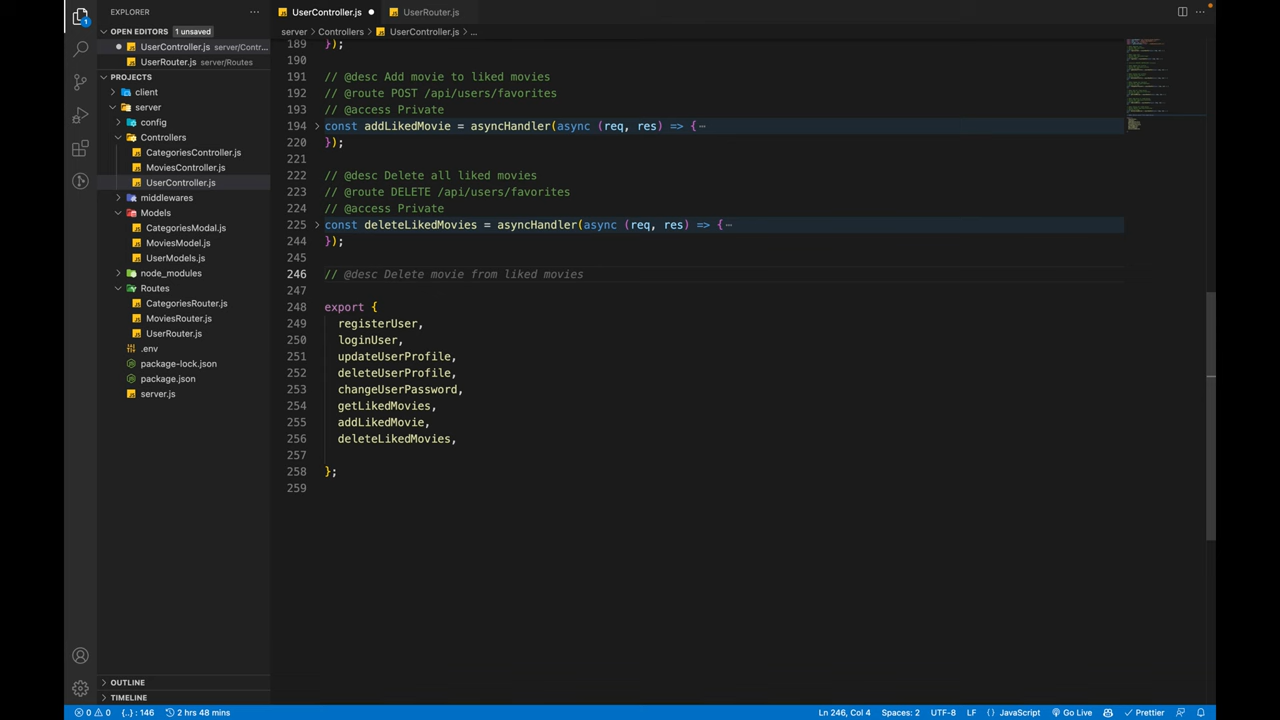 EXPLORER
UserController.js
UserRouter.js
OPEN EDITORS 1 unsaved
UserController.js server/Contr...
UserRouter.js server/Routes
PROJECTS
client
server
config
Controllers
CategoriesController.js
MoviesController.js
UserController.js
middlewares
Models
CategoriesModal.js
MoviesModel.js
UserModels.js
node_modules
Routes
CategoriesRouter.js
MoviesRouter.js
UserRouter.js
.env
package-lock.json
package.json
server.js
OUTLINE
TIMELINE
server > Controllers > UserController.js > ...
189 });
190
191 // @desc Add movie to liked movies
192 // @route POST /api/users/favorites
193 // @access Private
194 const addLikedMovie = asyncHandler(async (req, res) => {⋯
220 });
221
222 // @desc Delete all liked movies
223 // @route DELETE /api/users/favorites
224 // @access Private
225 const deleteLikedMovies = asyncHandler(async (req, res) => {⋯
244 });
245
246 // @desc Delete movie from liked movies
247
248 export {
249 registerUser,
250 loginUser,
251 updateUserProfile,
252 deleteUserProfile,
253 changeUserPassword,
254 getLikedMovies,
255 addLikedMovie,
256 deleteLikedMovies,
257
258 };
259
0 0 {..} : 146 2 hrs 48 mins Ln 246, Col 4 Spaces: 2 UTF-8 LF {} JavaScript Go Live Prettier